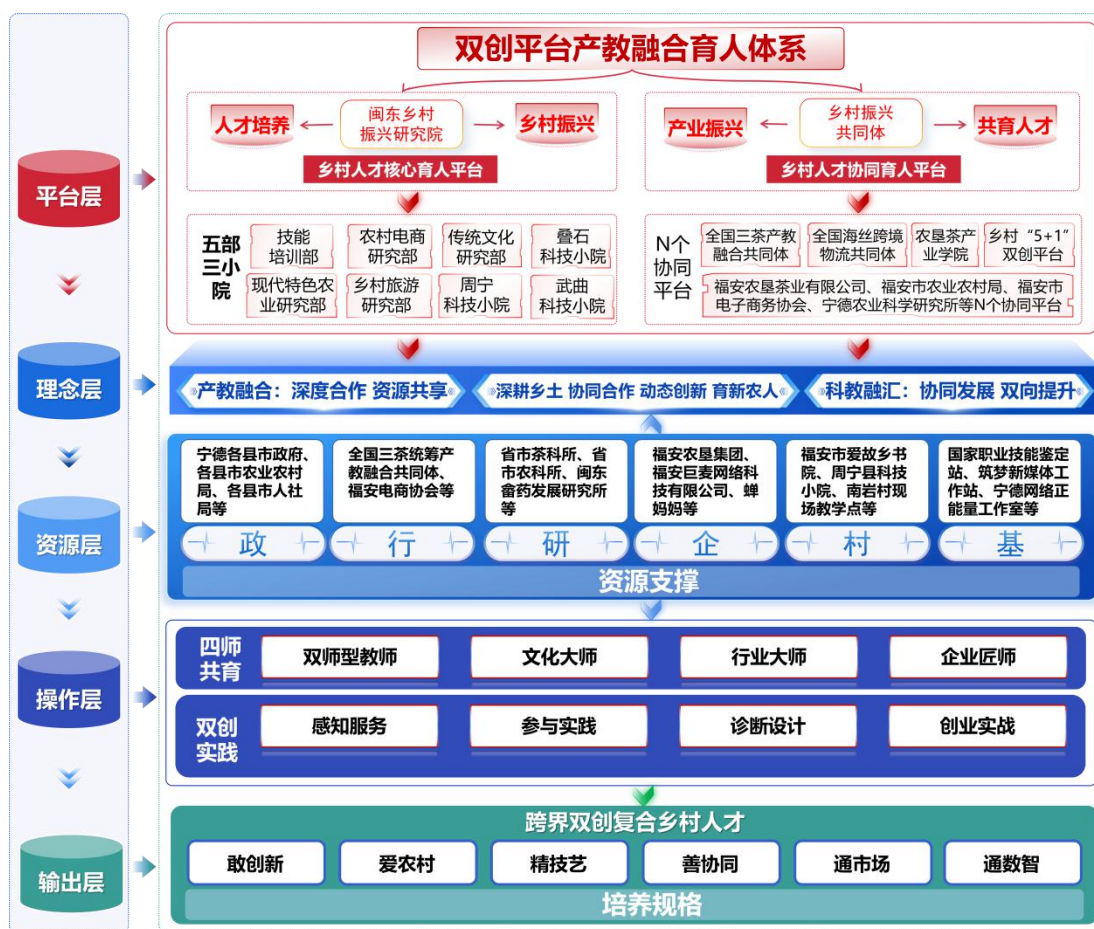 双创平台产教融合育人体系
人才培养
闽东乡村
振兴研究院
乡村振兴
乡村人才核心育人平台
产业振兴
乡村振兴
共同体
共育人才
乡村人才协同育人平台
平台层
五部
三小
院
技能
培训部
农村电商
研究部
传统文化
研究部
叠石
科技小院
现代特色农
业研究部
乡村旅游
研究部
周宁
科技小院
武曲
科技小院
N个
协同
平台
全国三茶产教
融合共同体
全国海丝跨境
物流共同体
农垦茶产
业学院
乡村“5+1”
双创平台
福安农垦茶业有限公司、福安市农业农村局、福安市
电子商务协会、宁德农业科学研究所等N个协同平台
理念层
产教融合：深度合作 资源共享
深耕乡土 协同合作 动态创新 育新农人
科教融汇：协同发展 双向提升
资源层
宁德各县市政府、
各县市农业农村
局、各县市人社
局等
政
全国三茶统筹产
教融合共同体、
福安电商协会等
行
省市茶科所、省
市农科所、闽东
畲药发展研究所
等
研
福安农垦集团、
福安巨麦网络科
技有限公司、蝉
妈妈等
企
福安市爱故乡书
院、周宁县科技
小院、南岩村现
场教学点等
村
国家职业技能鉴定
站、筑梦新媒体工
作站、宁德网络正
能量工作室等
基
资源支撑
操作层
四师
共育
双师型教师
文化大师
行业大师
企业匠师
双创
实践
感知服务
参与实践
诊断设计
创业实战
输出层
跨界双创复合乡村人才
敢创新
爱农村
精技艺
善协同
通市场
通数智
培养规格